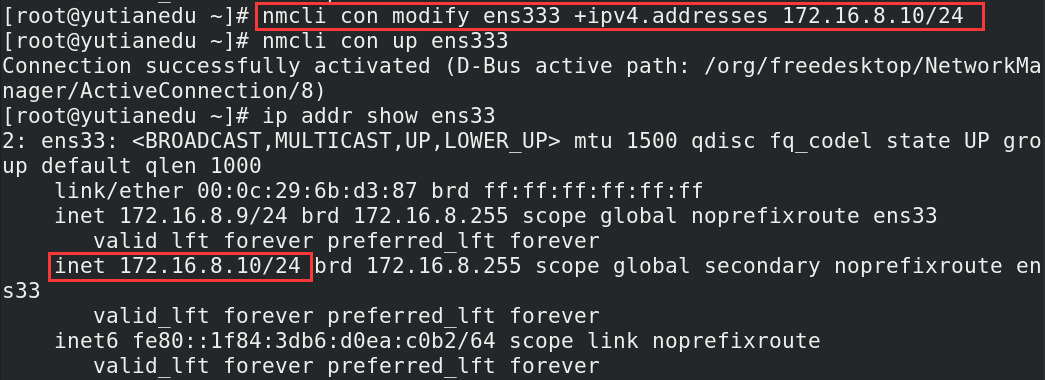 [root@yutianedu ~]# nmcli con modify ens333 +ipv4.addresses 172.16.8.10/24
[root@yutianedu ~]# nmcli con up ens333
Connection successfully activated (D-Bus active path: /org/freedesktop/NetworkMa
nager/ActiveConnection/8)
[root@yutianedu ~]# ip addr show ens33
2: ens33: <BROADCAST,MULTICAST,UP,LOWER_UP> mtu 1500 qdisc fq_codel state UP gro
up default qlen 1000
    link/ether 00:0c:29:6b:d3:87 brd ff:ff:ff:ff:ff:ff
    inet 172.16.8.9/24 brd 172.16.8.255 scope global noprefixroute ens33
       valid_lft forever preferred_lft forever
    inet 172.16.8.10/24 brd 172.16.8.255 scope global secondary noprefixroute en
s33
       valid_lft forever preferred_lft forever
    inet6 fe80::1f84:3db6:d0ea:c0b2/64 scope link noprefixroute
       valid_lft forever preferred_lft forever